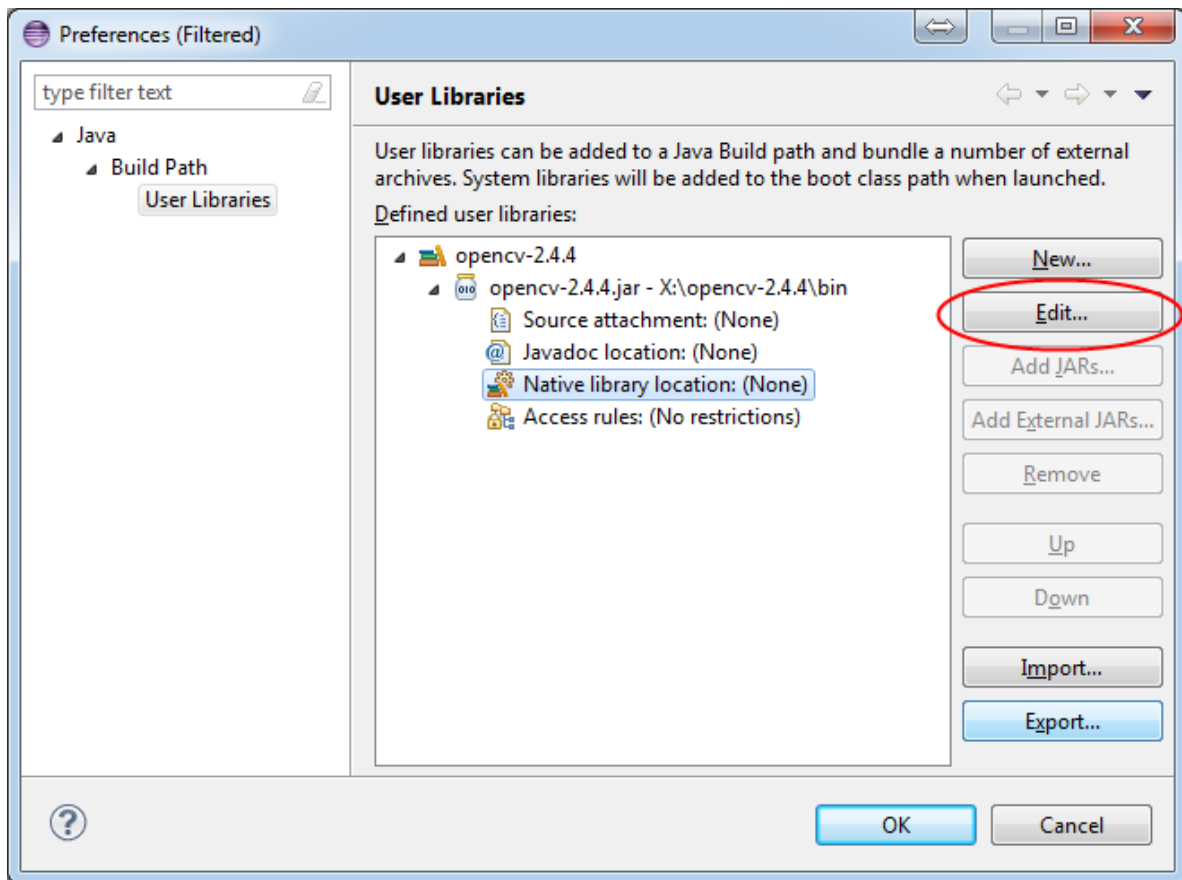 Preferences (Filtered)
type filter text
Java
Build Path
User Libraries
User Libraries
User libraries can be added to a Java Build path and bundle a number of external
archives. System libraries will be added to the boot class path when launched.
Defined user libraries:
opencv-2.4.4
010 opencv-2.4.4.jar - X:\opencv-2.4.4\bin
Source attachment: (None)
@ Javadoc location: (None)
Native library location: (None)
Access rules: (No restrictions)
New...
Edit...
Add JARs...
Add External JARs...
Remove
Up
Down
Import...
Export...
?
OK
Cancel